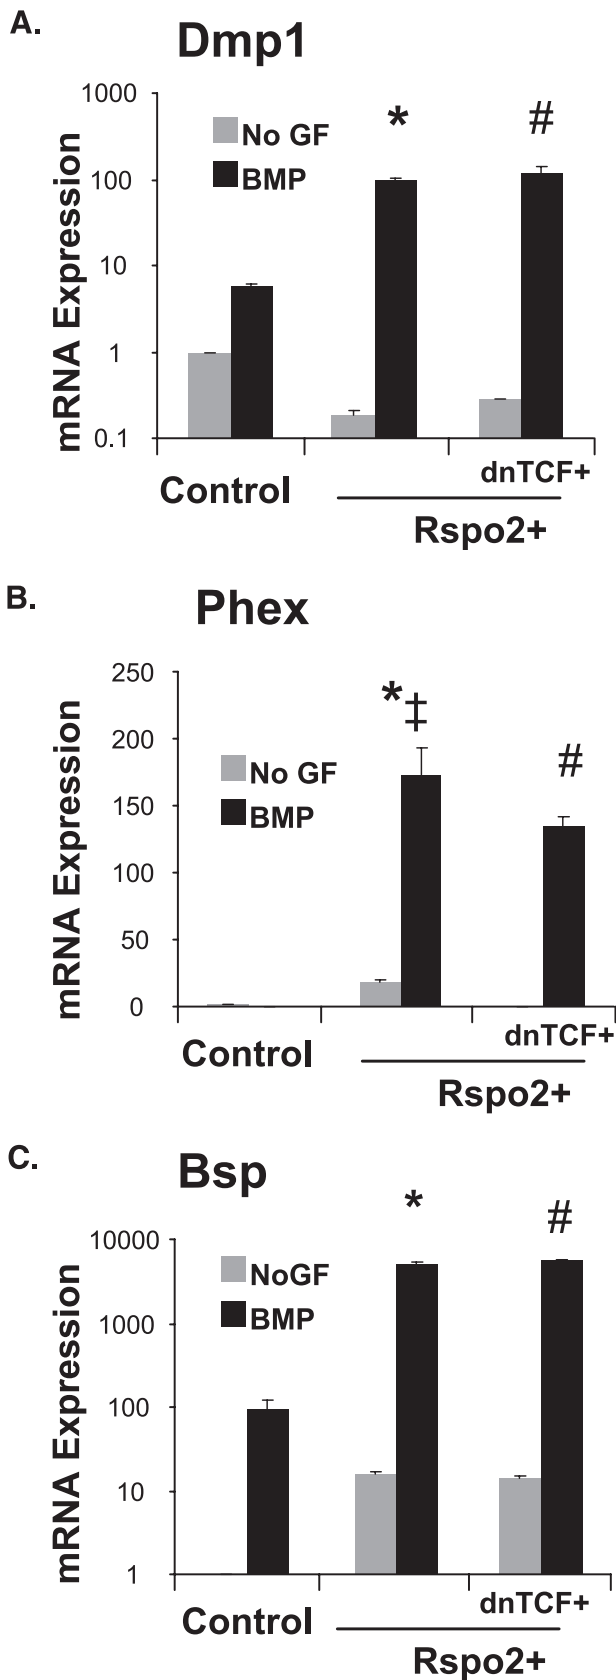 A.
Dmp1
1000
100
10
1
0.1
mRNA Expression
No GF
BMP
*
#
Control
dnTCF+
Rspo2+
B.
Phex
250
200
150
100
50
0
mRNA Expression
No GF
BMP
*‡
#
Control
dnTCF+
Rspo2+
C.
Bsp
10000
1000
100
10
1
mRNA Expression
NoGF
BMP
*
#
Control
dnTCF+
Rspo2+